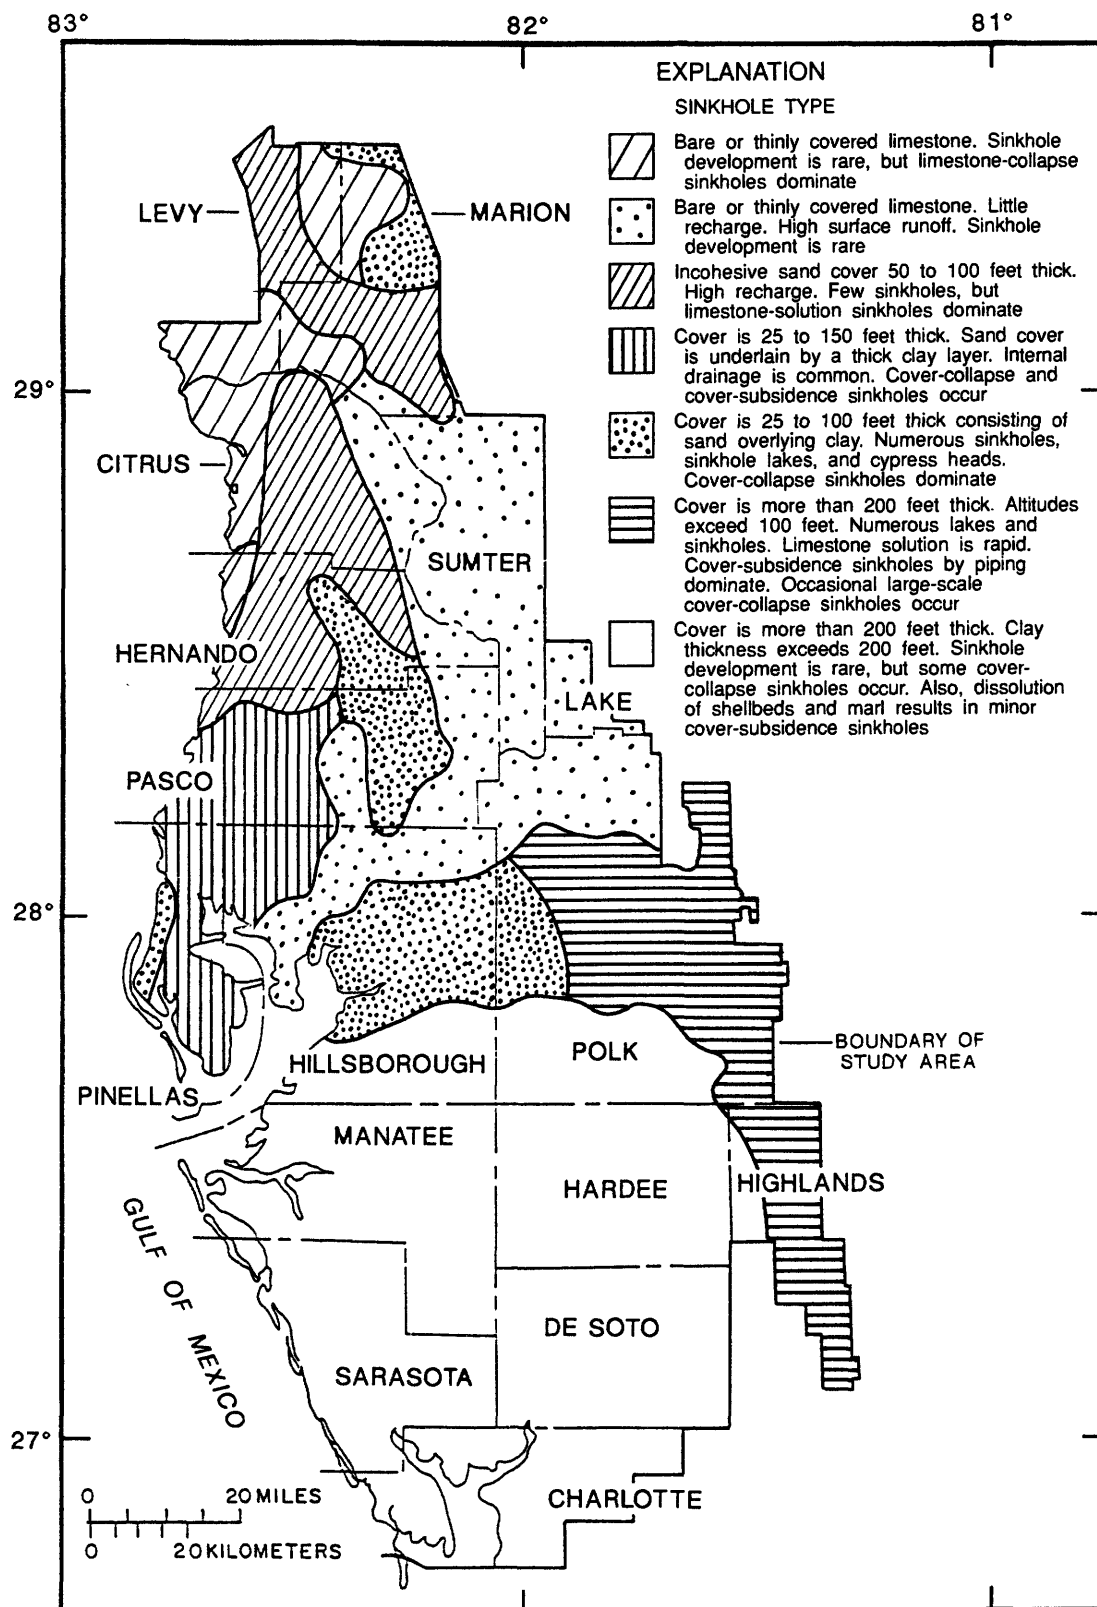 83°
82°
81°
EXPLANATION
SINKHOLE TYPE
Bare or thinly covered limestone. Sinkhole
development is rare, but limestone-collapse
sinkholes dominate
Bare or thinly covered limestone. Little
recharge. High surface runoff. Sinkhole
development is rare
Incohesive sand cover 50 to 100 feet thick.
High recharge. Few sinkholes, but
limestone-solution sinkholes dominate
Cover is 25 to 150 feet thick. Sand cover
is underlain by a thick clay layer. Internal
drainage is common. Cover-collapse and
cover-subsidence sinkholes occur
Cover is 25 to 100 feet thick consisting of
sand overlying clay. Numerous sinkholes,
sinkhole lakes, and cypress heads.
Cover-collapse sinkholes dominate
Cover is more than 200 feet thick. Altitudes
exceed 100 feet. Numerous lakes and
sinkholes. Limestone solution is rapid.
Cover-subsidence sinkholes by piping
dominate. Occasional large-scale
cover-collapse sinkholes occur
Cover is more than 200 feet thick. Clay
thickness exceeds 200 feet. Sinkhole
development is rare, but some cover-
collapse sinkholes occur. Also, dissolution
of shellbeds and marl results in minor
cover-subsidence sinkholes
LEVY
MARION
29°
CITRUS
SUMTER
HERNANDO
LAKE
PASCO
28°
HILLSBOROUGH
POLK
BOUNDARY OF
STUDY AREA
PINELLAS
MANATEE
HARDEE
HIGHLANDS
GULF OF MEXICO
DE SOTO
SARASOTA
27°
CHARLOTTE
0 20 MILES
0 20 KILOMETERS